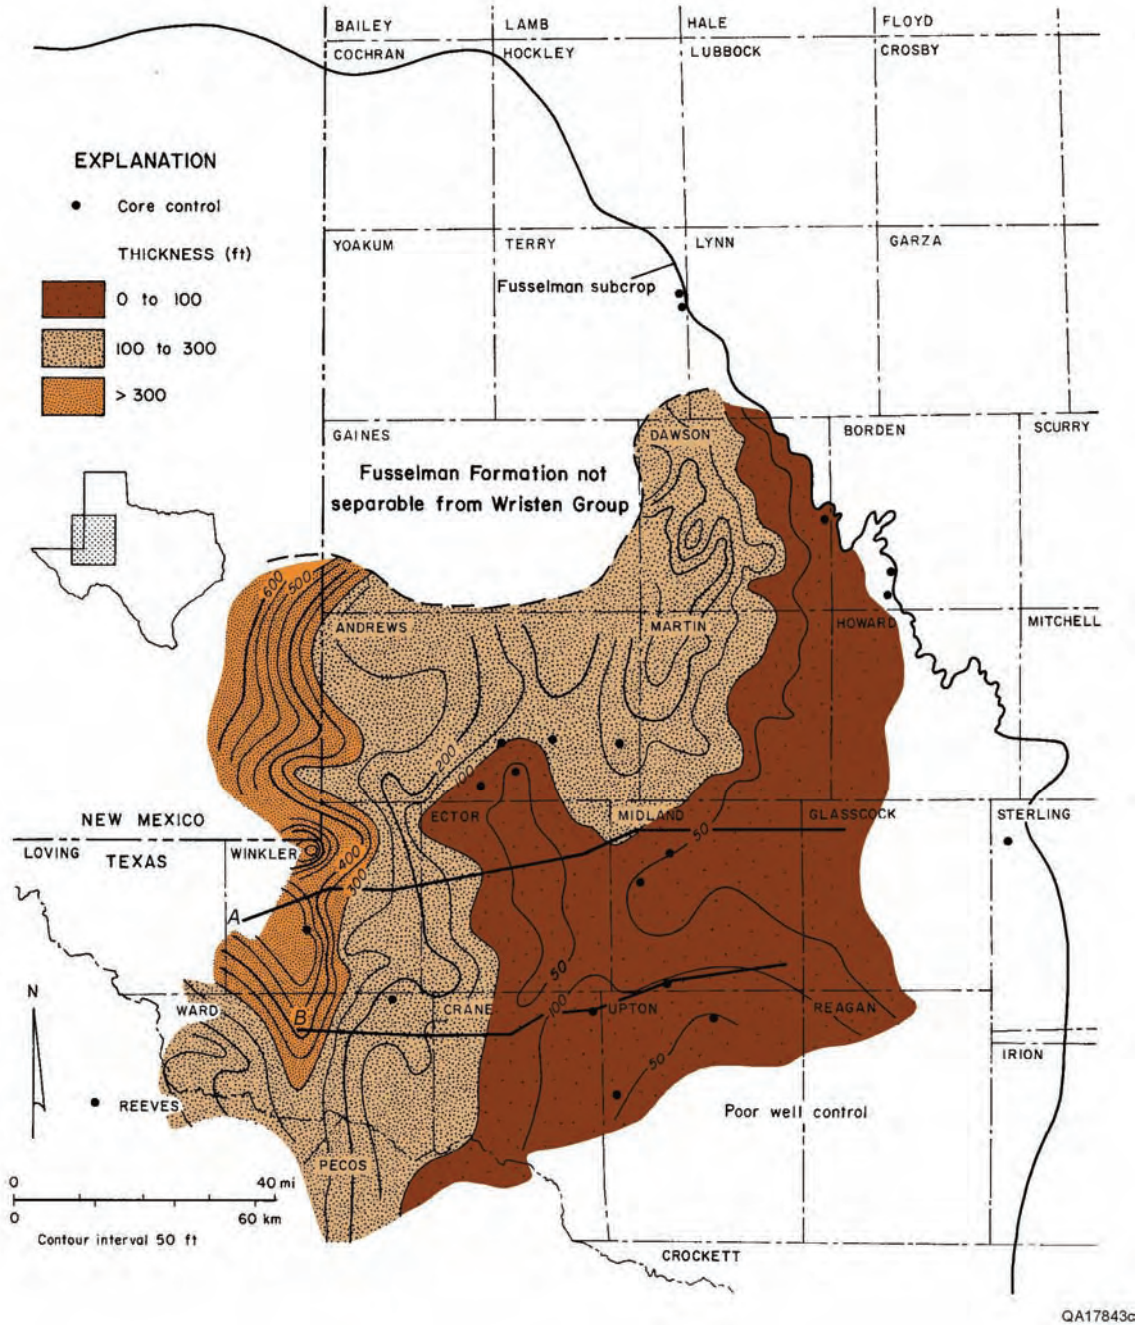 BAILEY
LAMB
HALE
FLOYD
COCHRAN
HOCKLEY
LUBBOCK
CROSBY
EXPLANATION
Core control
THICKNESS (ft)
0 to 100
100 to 300
> 300
YOAKUM
TERRY
LYNN
GARZA
Fusselman subcrop
GAINES
DAWSON
BORDEN
SCURRY
Fusselman Formation not
separable from Wristen Group
600
500
ANDREWS
MARTIN
HOWARD
MITCHELL
200
100
NEW MEXICO
TEXAS
LOVING
WINKLER
ECTOR
MIDLAND
GLASSCOCK
STERLING
400
300
50
A
50
100
N
WARD
B
CRANE
UPTON
REAGAN
IRION
50
REEVES
Poor well control
PECOS
0 40 mi
0 60 km
Contour interval 50 ft
CROCKETT
QA17843c